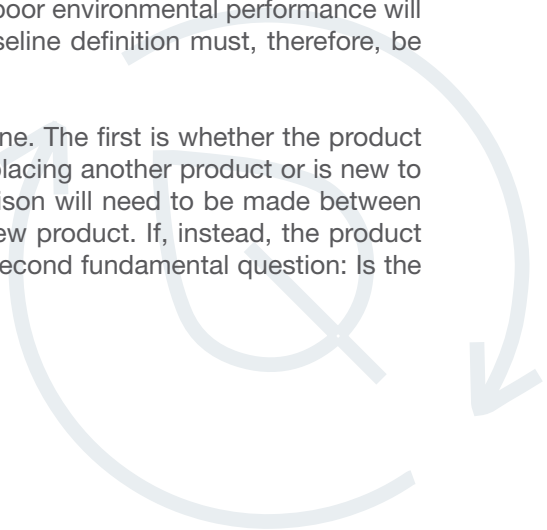 poor environmental performance will
seline definition must, therefore, be
ne. The first is whether the product
placing another product or is new to
ison will need to be made between
ew product. If, instead, the product
econd fundamental question: Is the